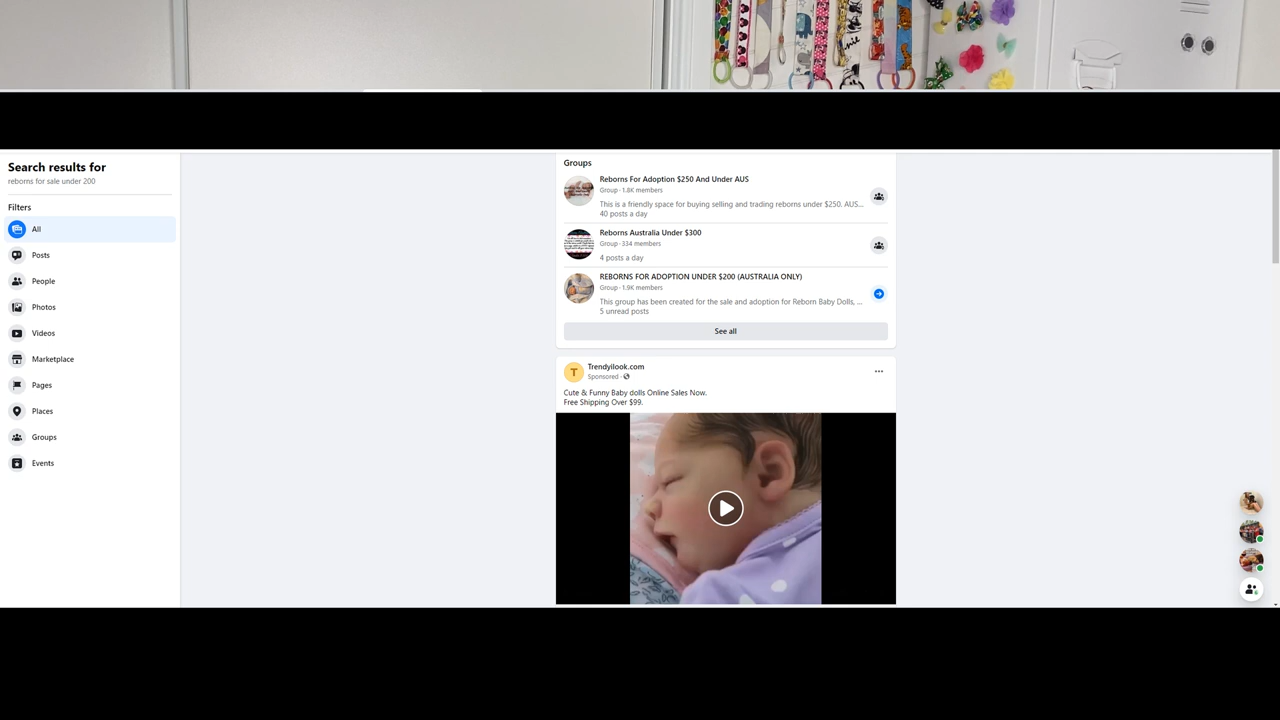 Search results for
reborns for sale under 200
Filters
All
Posts
People
Photos
Videos
Marketplace
Pages
Places
Groups
Events
Groups
Reborns For Adoption $250 And Under AUS
Group · 1.8K members
This is a friendly space for buying selling and trading reborns under $250. AUS...
40 posts a day
Reborns Australia Under $300
Group · 334 members
4 posts a day
REBORNS FOR ADOPTION UNDER $200 (AUSTRALIA ONLY)
Group · 1.9K members
This group has been created for the sale and adoption for Reborn Baby Dolls, ...
5 unread posts
See all
T
Trendyilook.com
Sponsored ·
Cute & Funny Baby dolls Online Sales Now.
Free Shipping Over $99.